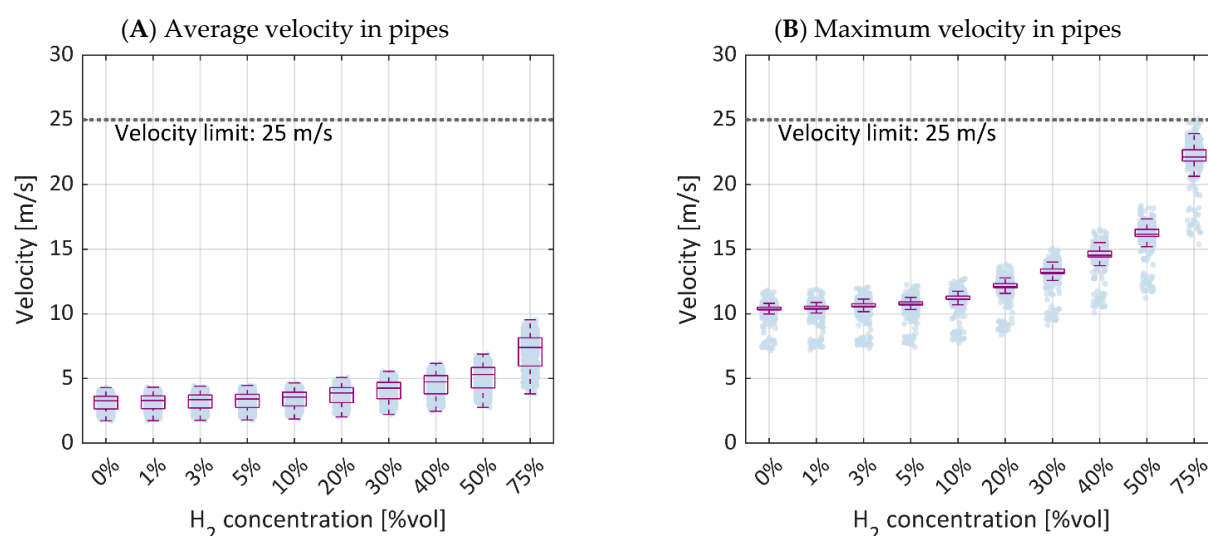 (A) Average velocity in pipes
30
25
20
15
10
5
0
Velocity [m/s]
Velocity limit: 25 m/s
0% 1% 3% 5% 10% 20% 30% 40% 50% 75%
H₂ concentration [%vol]
(B) Maximum velocity in pipes
30
25
20
15
10
5
0
Velocity [m/s]
Velocity limit: 25 m/s
0% 1% 3% 5% 10% 20% 30% 40% 50% 75%
H₂ concentration [%vol]